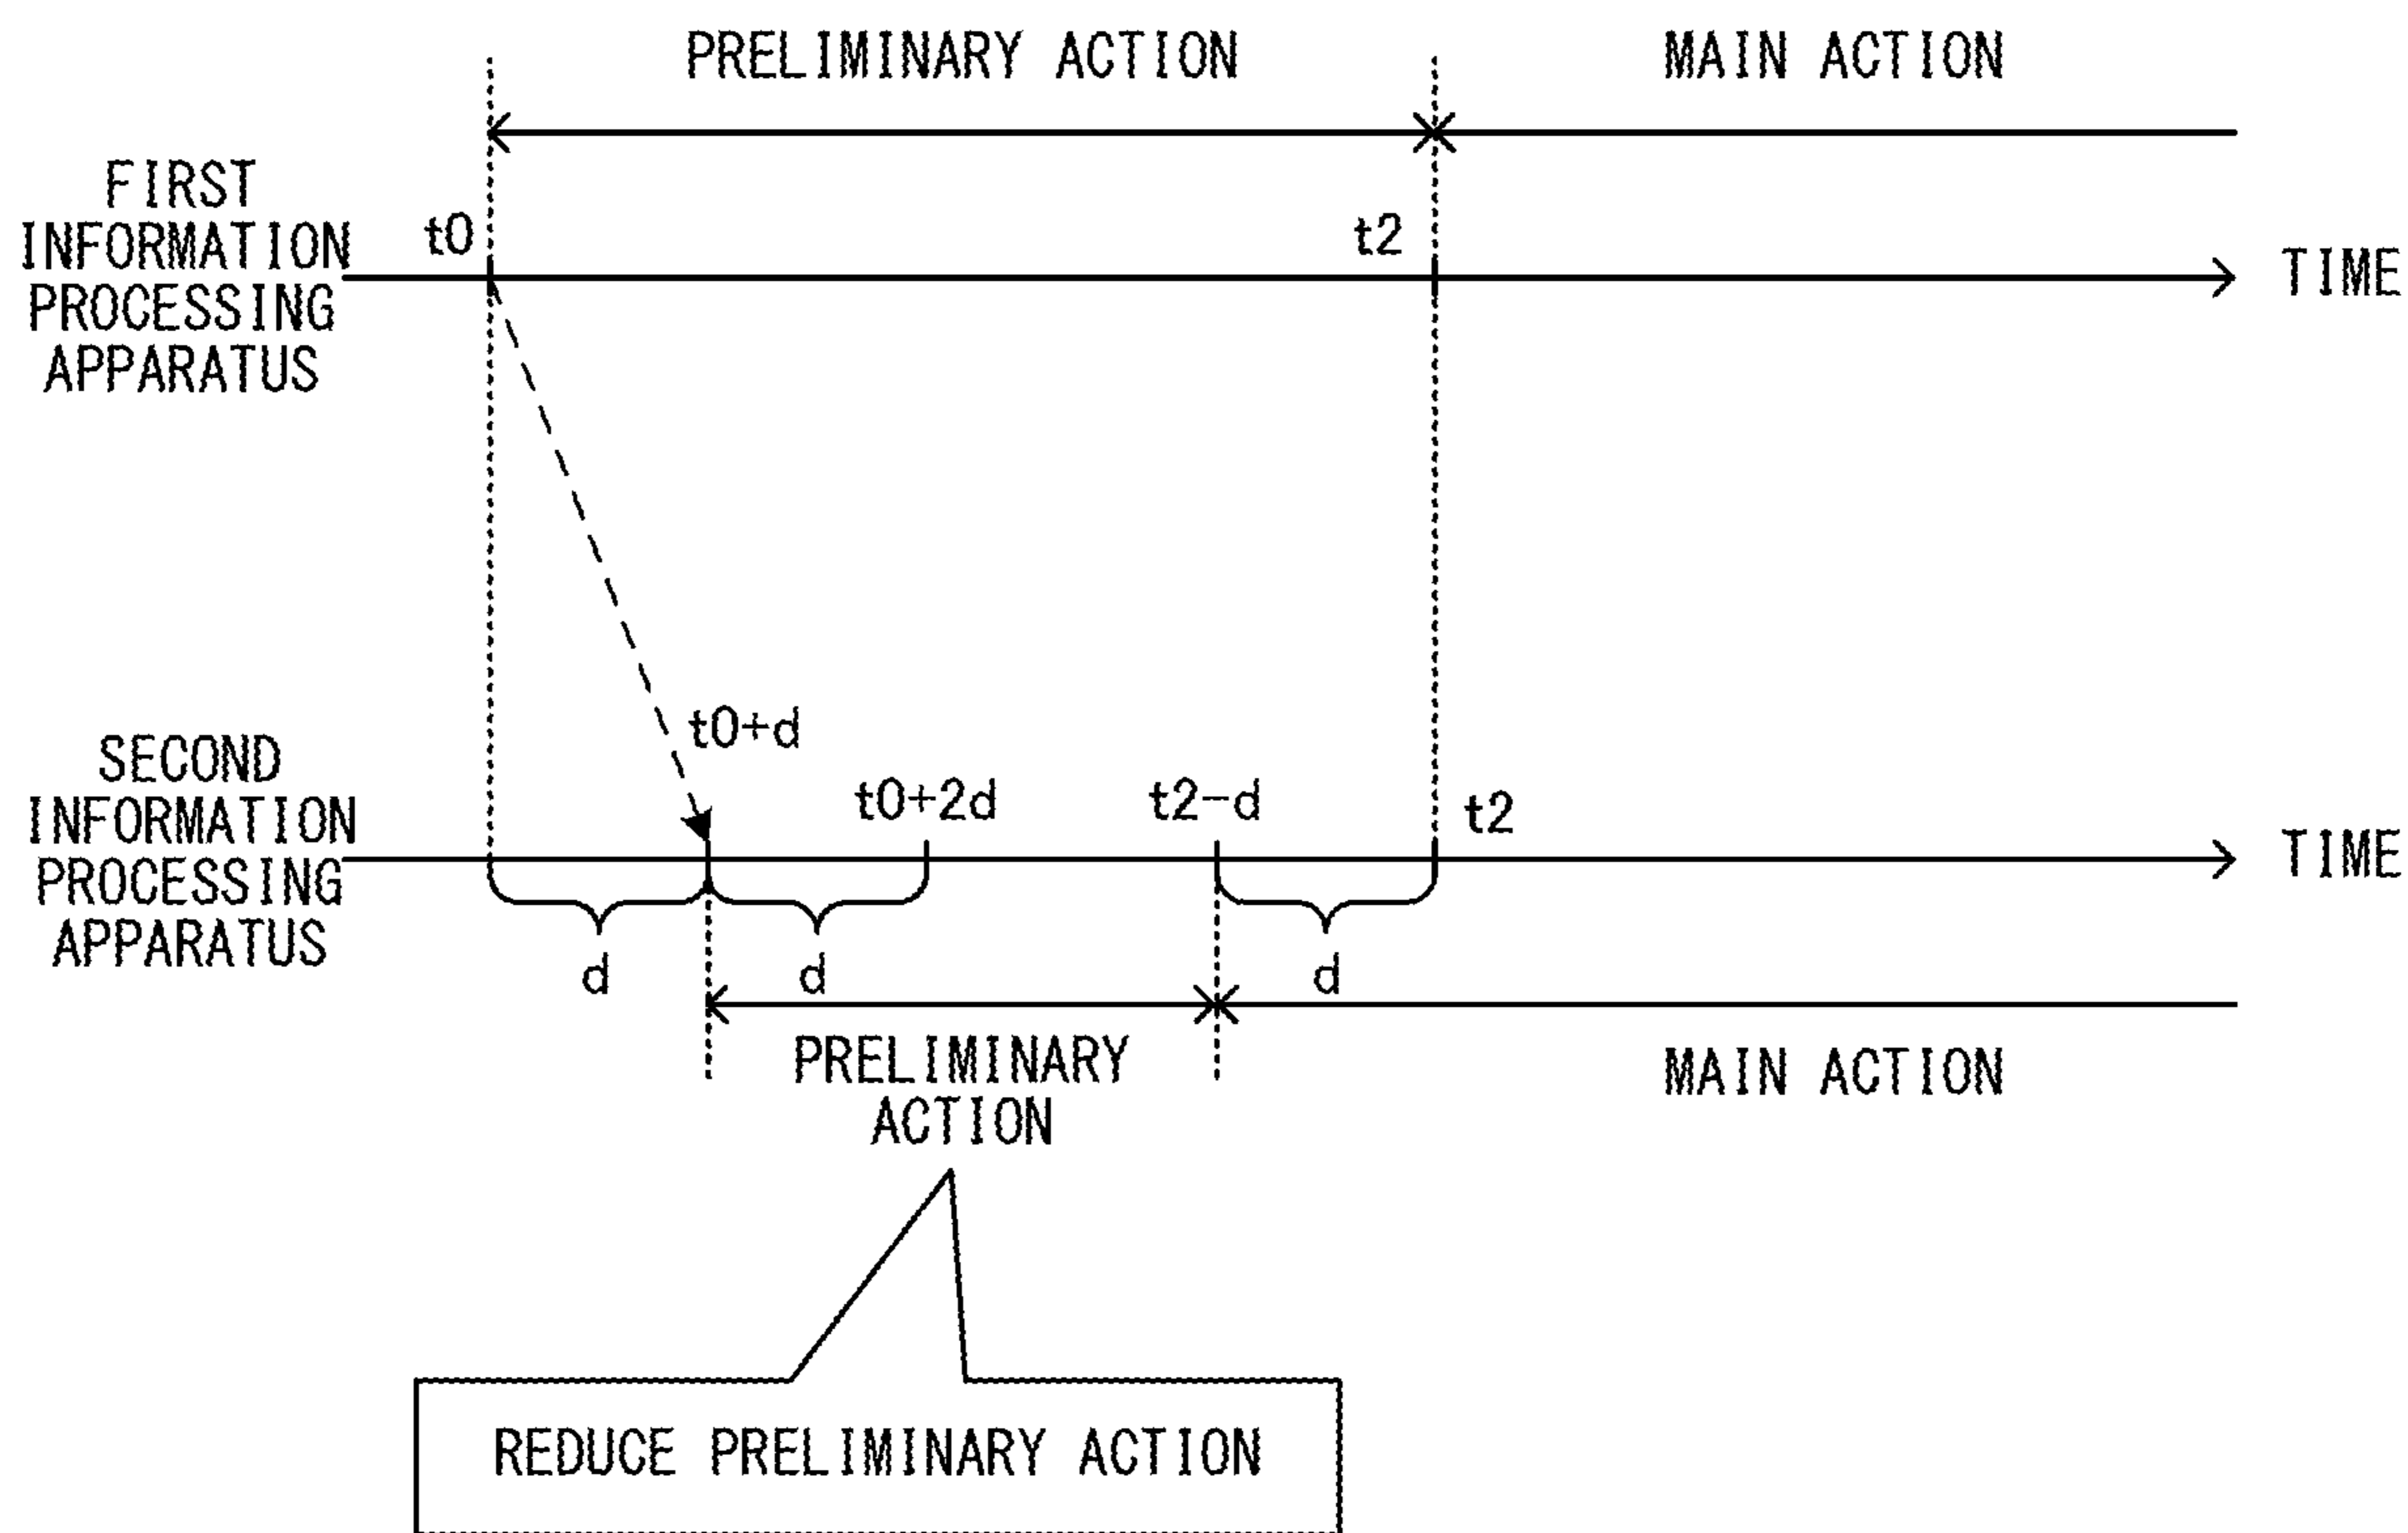 PRELIMINARY ACTION
MAIN ACTION
FIRST
INFORMATION
PROCESSING
APPARATUS
t0
t2
TIME
t0+d
SECOND
INFORMATION
PROCESSING
APPARATUS
t0+2d
t2-d
t2
TIME
d
d
d
PRELIMINARY
ACTION
MAIN ACTION
REDUCE PRELIMINARY ACTION